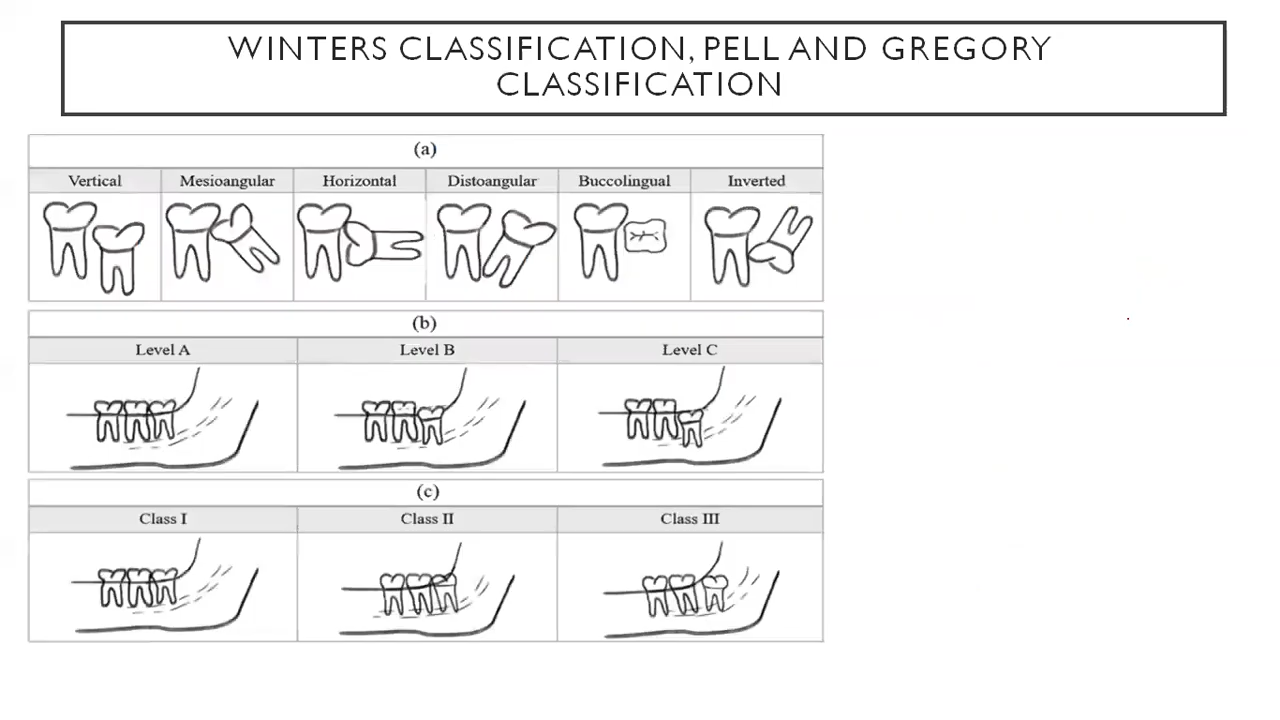 WINTERS CLASSIFICATION, PELL AND GREGORY
CLASSIFICATION
(a)
Vertical Mesioangular Horizontal Distoangular Buccolingual Inverted
(b)
Level A Level B Level C
(c)
Class I Class II Class III